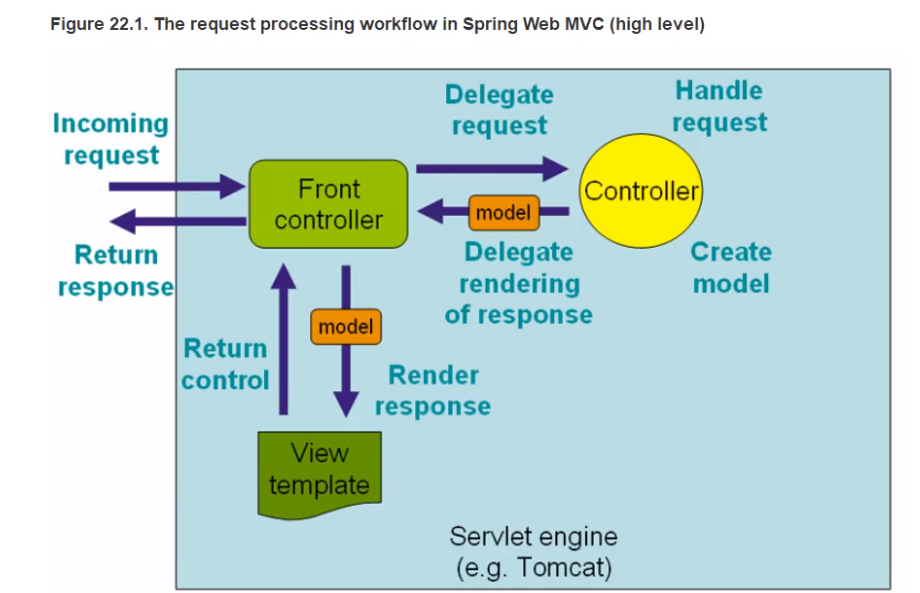 Figure 22.1. The request processing workflow in Spring Web MVC (high level)
Incoming
request
Delegate
request
Handle
request
Front
controller
Controller
model
Return
response
Delegate
rendering
of response
Create
model
model
Return
control
Render
response
View
template
Servlet engine
(e.g. Tomcat)